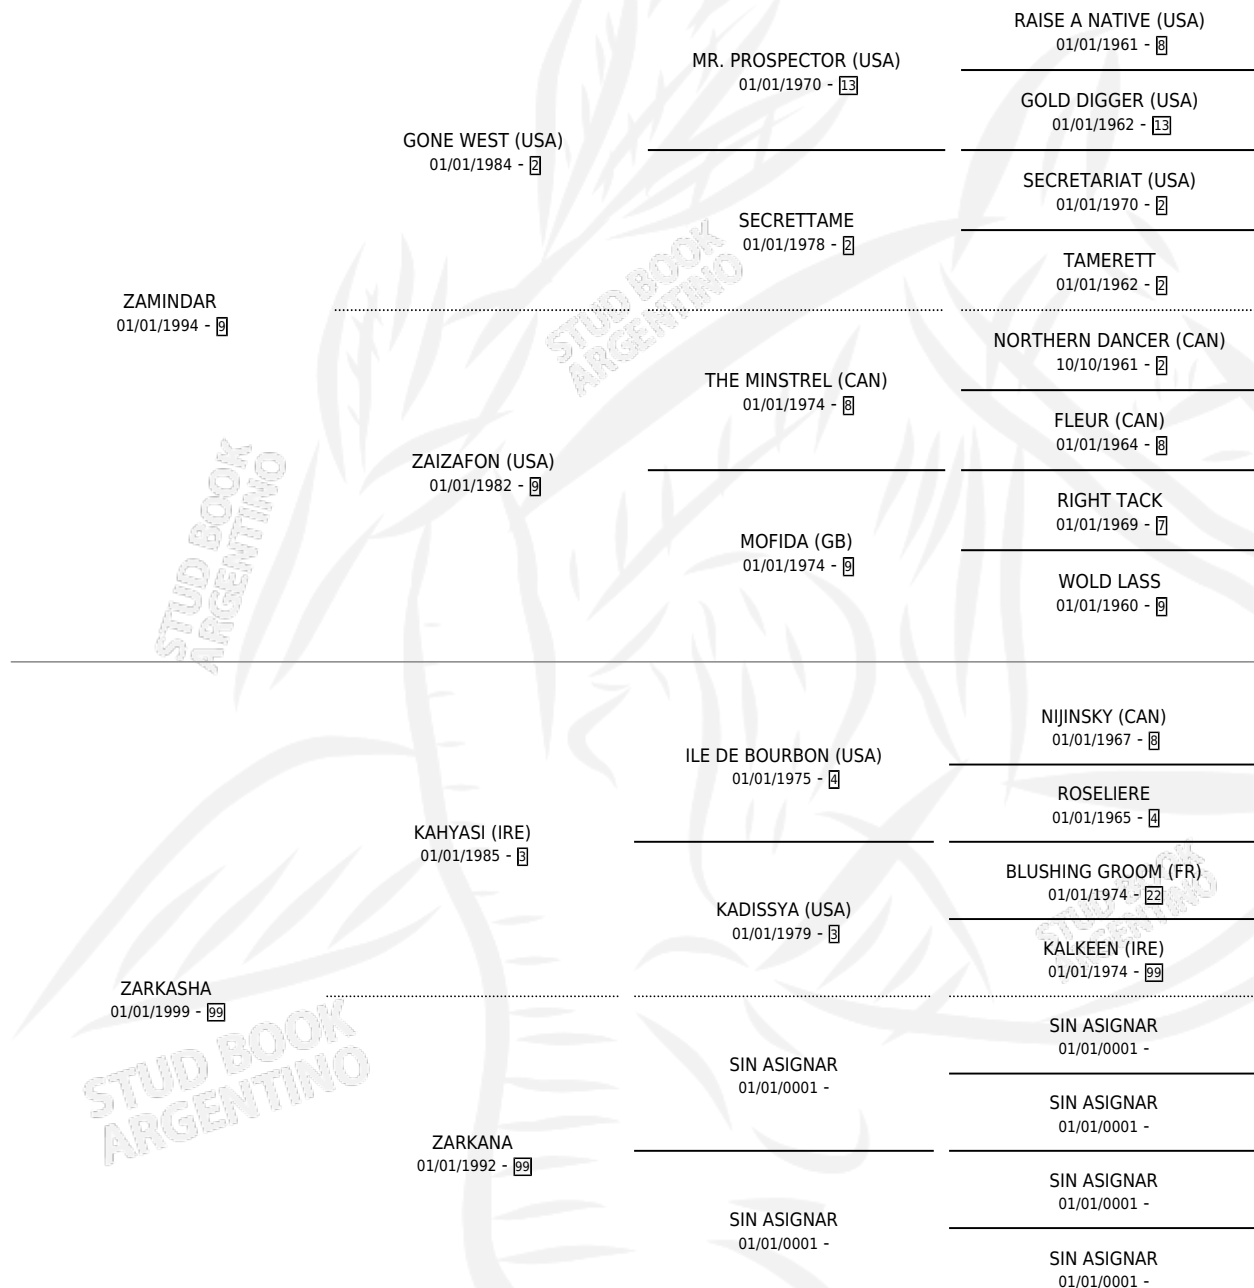 RAISE A NATIVE (USA)
01/01/1961 - 8
MR. PROSPECTOR (USA)
01/01/1970 - 13
GOLD DIGGER (USA)
01/01/1962 - 13
GONE WEST (USA)
01/01/1984 - 2
SECRETARIAT (USA)
01/01/1970 - 2
SECRETTAME
01/01/1978 - 2
TAMERETT
01/01/1962 - 2
ZAMINDAR
01/01/1994 - 9
NORTHERN DANCER (CAN)
10/10/1961 - 2
THE MINSTREL (CAN)
01/01/1974 - 8
FLEUR (CAN)
01/01/1964 - 8
ZAIZAFON (USA)
01/01/1982 - 9
RIGHT TACK
01/01/1969 - 7
MOFIDA (GB)
01/01/1974 - 9
WOLD LASS
01/01/1960 - 9
NIJINSKY (CAN)
01/01/1967 - 8
ILE DE BOURBON (USA)
01/01/1975 - 4
ROSELIERE
01/01/1965 - 4
KAHYASI (IRE)
01/01/1985 - 3
BLUSHING GROOM (FR)
01/01/1974 - 22
KADISSYA (USA)
01/01/1979 - 3
KALKEEN (IRE)
01/01/1974 - 99
ZARKASHA
01/01/1999 - 99
SIN ASIGNAR
01/01/0001 -
SIN ASIGNAR
01/01/0001 -
SIN ASIGNAR
01/01/0001 -
ZARKANA
01/01/1992 - 99
SIN ASIGNAR
01/01/0001 -
SIN ASIGNAR
01/01/0001 -
SIN ASIGNAR
01/01/0001 -
STUD BOOK
ARGENTINO
STUD BOOK
ARGENTINO
STUD BOOK
ARGENTINO
STUD BOOK
ARGENTINO